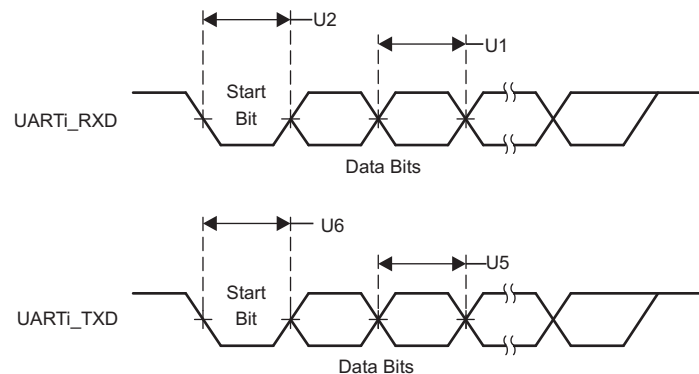 U2
U1
Start
Bit
UARTi_RXD
Data Bits
U6
U5
Start
Bit
UARTi_TXD
Data Bits